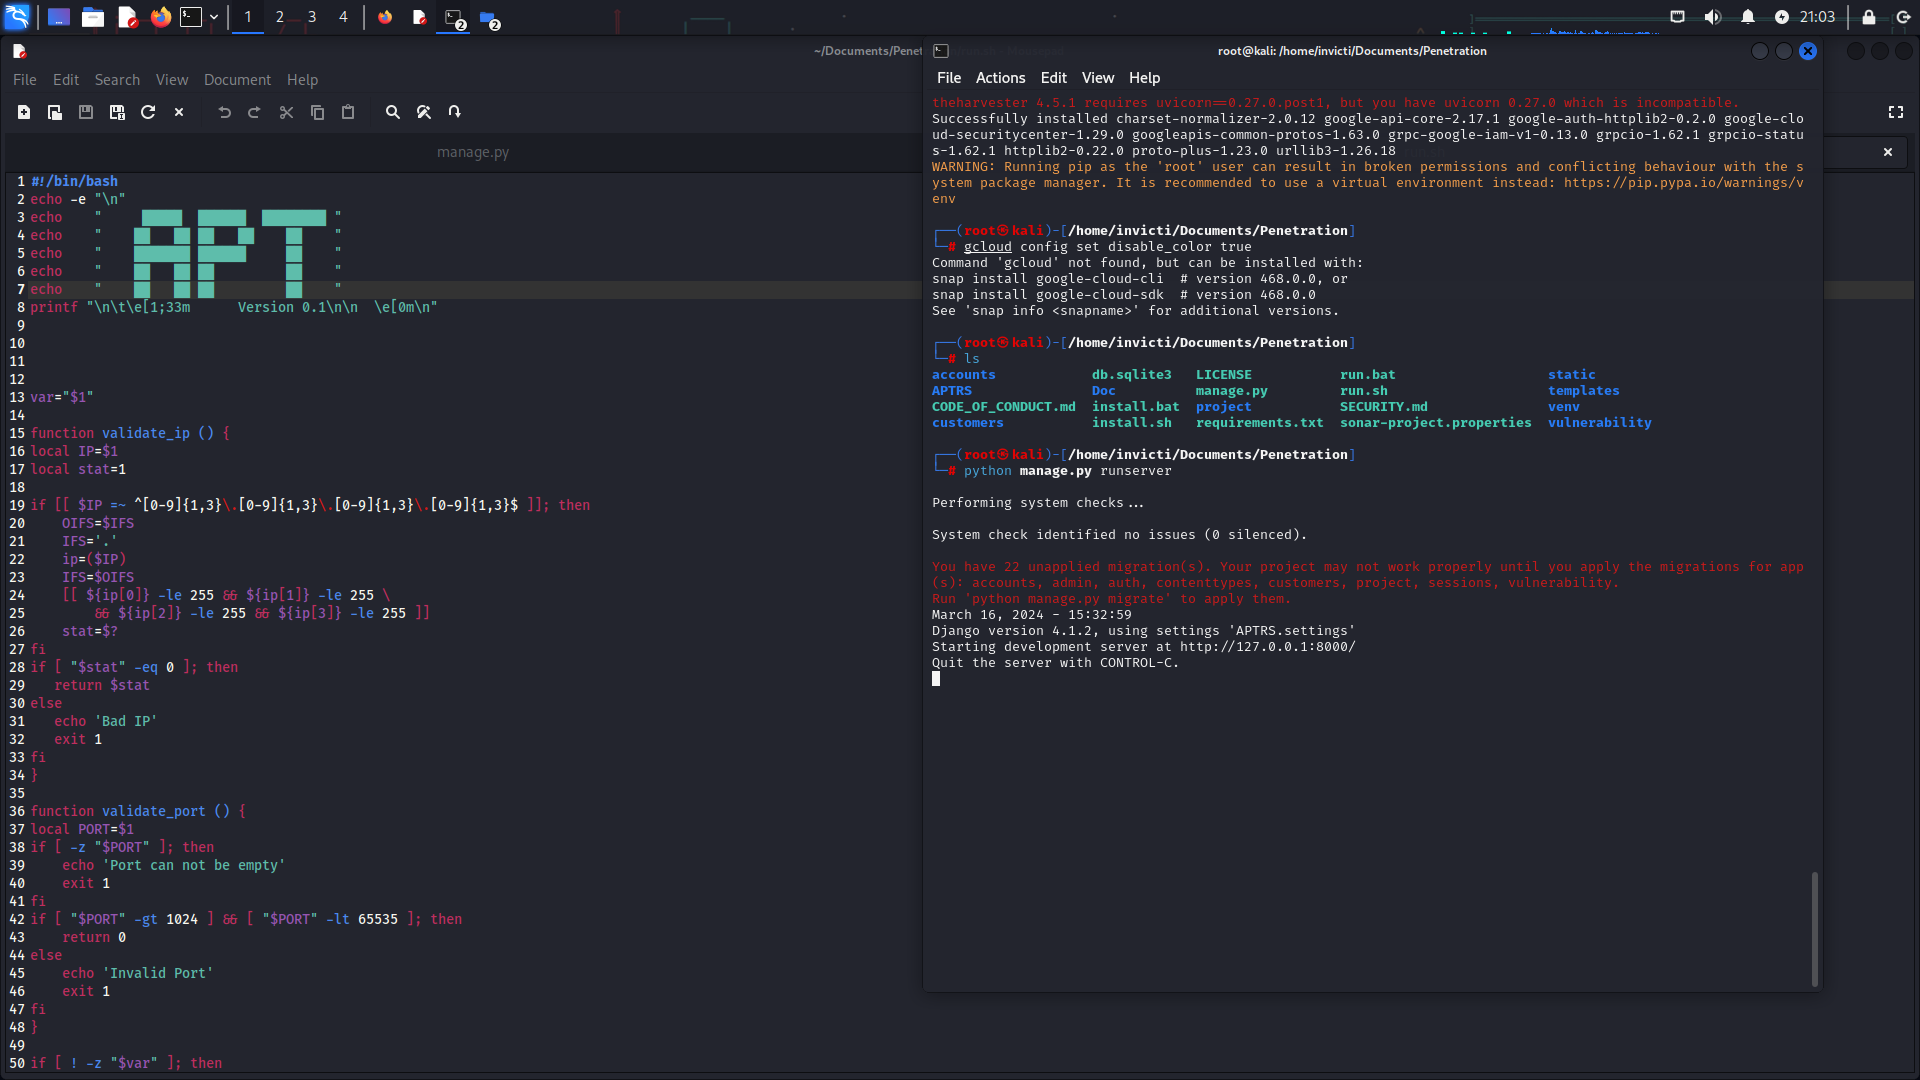 1 2 3 4 2 2 21:03
~/Documents/Penet
File Edit Search View Document Help
manage.py
1 #!/bin/bash
2 echo -e "\n"
3 echo    "     █████ ██████  ████████ "
4 echo    "    ██   ██ ██   ██    ██    "
5 echo    "    ███████ ██████     ██    "
6 echo    "    ██   ██ ██         ██    "
7 echo    "    ██   ██ ██         ██    "
8 printf "\n\t\e[1;33m      Version 0.1\n\n  \e[0m\n"
9
10
11
12
13 var="$1"
14
15 function validate_ip () {
16 local IP=$1
17 local stat=1
18
19 if [[ $IP =~ ^[0-9]{1,3}\.[0-9]{1,3}\.[0-9]{1,3}\.[0-9]{1,3}$ ]]; then
20     OIFS=$IFS
21     IFS='.'
22     ip=($IP)
23     IFS=$OIFS
24     [[ ${ip[0]} -le 255 && ${ip[1]} -le 255 \
25         && ${ip[2]} -le 255 && ${ip[3]} -le 255 ]]
26     stat=$?
27 fi
28 if [ "$stat" -eq 0 ]; then
29    return $stat
30 else
31    echo 'Bad IP'
32    exit 1
33 fi
34 }
35
36 function validate_port () {
37 local PORT=$1
38 if [ -z "$PORT" ]; then
39     echo 'Port can not be empty'
40     exit 1
41 fi
42 if [ "$PORT" -gt 1024 ] && [ "$PORT" -lt 65535 ]; then
43     return 0
44 else
45     echo 'Invalid Port'
46     exit 1
47 fi
48 }
49
50 if [ ! -z "$var" ]; then
root@kali: /home/invicti/Documents/Penetration
File Actions Edit View Help
theharvester 4.5.1 requires uvicorn==0.27.0.post1, but you have uvicorn 0.27.0 which is incompatible.
Successfully installed charset-normalizer-2.0.12 google-api-core-2.17.1 google-auth-httplib2-0.2.0 google-clo
ud-securitycenter-1.29.0 googleapis-common-protos-1.63.0 grpc-google-iam-v1-0.13.0 grpcio-1.62.1 grpcio-statu
s-1.62.1 httplib2-0.22.0 proto-plus-1.23.0 urllib3-1.26.18
WARNING: Running pip as the 'root' user can result in broken permissions and conflicting behaviour with the s
ystem package manager. It is recommended to use a virtual environment instead: https://pip.pypa.io/warnings/v
env
┌──(root㉿kali)-[/home/invicti/Documents/Penetration]
└─# gcloud config set disable_color true
Command 'gcloud' not found, but can be installed with:
snap install google-cloud-cli  # version 468.0.0, or
snap install google-cloud-sdk  # version 468.0.0
See 'snap info <snapname>' for additional versions.
┌──(root㉿kali)-[/home/invicti/Documents/Penetration]
└─# ls
accounts            db.sqlite3   LICENSE           run.bat                   static
APTRS               Doc          manage.py         run.sh                    templates
CODE_OF_CONDUCT.md  install.bat  project           SECURITY.md               venv
customers           install.sh   requirements.txt  sonar-project.properties  vulnerability
┌──(root㉿kali)-[/home/invicti/Documents/Penetration]
└─# python manage.py runserver
Performing system checks...
System check identified no issues (0 silenced).
You have 22 unapplied migration(s). Your project may not work properly until you apply the migrations for app
(s): accounts, admin, auth, contenttypes, customers, project, sessions, vulnerability.
Run 'python manage.py migrate' to apply them.
March 16, 2024 - 15:32:59
Django version 4.1.2, using settings 'APTRS.settings'
Starting development server at http://127.0.0.1:8000/
Quit the server with CONTROL-C.